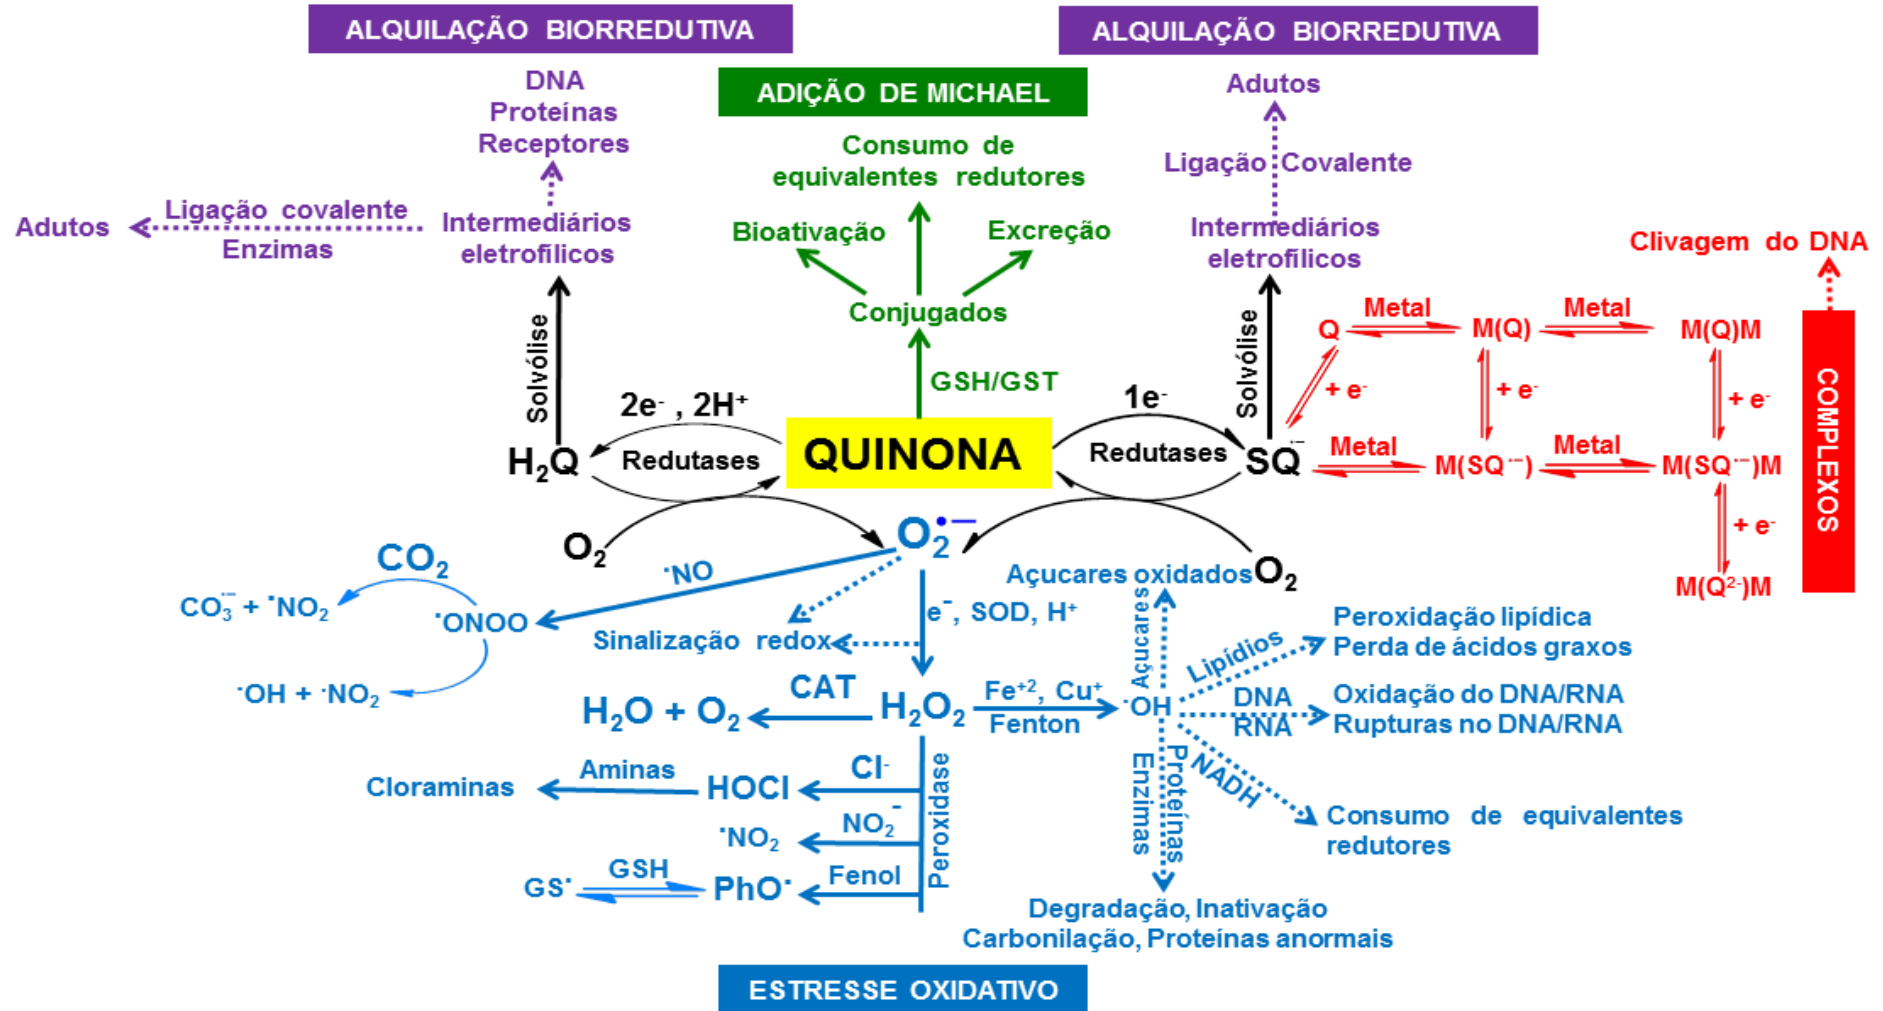 ALQUILAÇÃO BIORREDUTIVA
ALQUILAÇÃO BIORREDUTIVA
ADIÇÃO DE MICHAEL
DNA
Proteínas
Receptores
Adutos
Ligação covalente
Enzimas
Intermediários
eletrofílicos
Solvólise
Consumo de
equivalentes redutores
Bioativação
Excreção
Conjugados
GSH/GST
Adutos
Ligação Covalente
Intermediários
eletrofílicos
Solvólise
Clivagem do DNA
COMPLEXOS
Q
Metal
M(Q)
Metal
M(Q)M
+ e-
+ e-
+ e-
Metal
M(SQ˙⁻)
Metal
M(SQ˙⁻)M
+ e-
M(Q²⁻)M
H₂Q
2e⁻ , 2H⁺
Redutases
QUINONA
1e⁻
Redutases
SQ˙⁻
O₂
O₂•⁻
O₂
CO₂
CO₃˙⁻ + ˙NO₂
˙ONOO
˙NO
˙OH + ˙NO₂
Sinalização redox
e⁻, SOD, H⁺
Açucares oxidados
Açucares
H₂O + O₂
CAT
H₂O₂
Fe⁺², Cu⁺
Fenton
˙OH
Lipídios
Peroxidação lipídica
Perda de ácidos graxos
DNA
RNA
Oxidação do DNA/RNA
Rupturas no DNA/RNA
NADH
Consumo de equivalentes
redutores
Proteínas
Enzimas
Degradação, Inativação
Carbonilação, Proteínas anormais
Peroxidase
Cl⁻
HOCl
Aminas
Cloraminas
NO₂⁻
˙NO₂
Fenol
PhO˙
GSH
GS˙
ESTRESSE OXIDATIVO